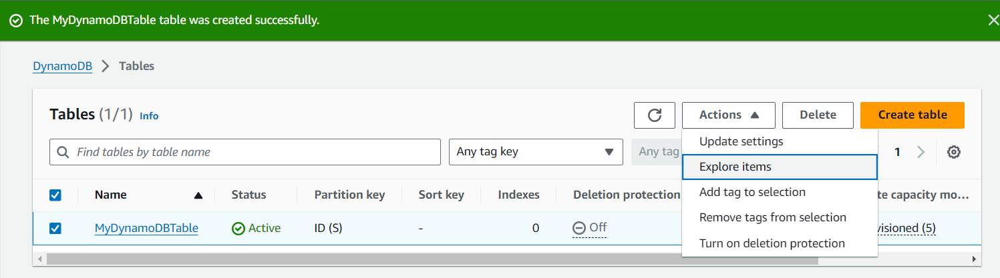 The MyDynamoDBTable table was created successfully.
DynamoDB > Tables
Tables (1/1) Info
Actions
Delete
Create table
Find tables by table name
Any tag key
Any tag
1
Update settings
Explore items
Add tag to selection
Remove tags from selection
Turn on deletion protection
Name Status Partition key Sort key Indexes Deletion protection capacity mo...
MyDynamoDBTable Active ID (S) - 0 Off (5)